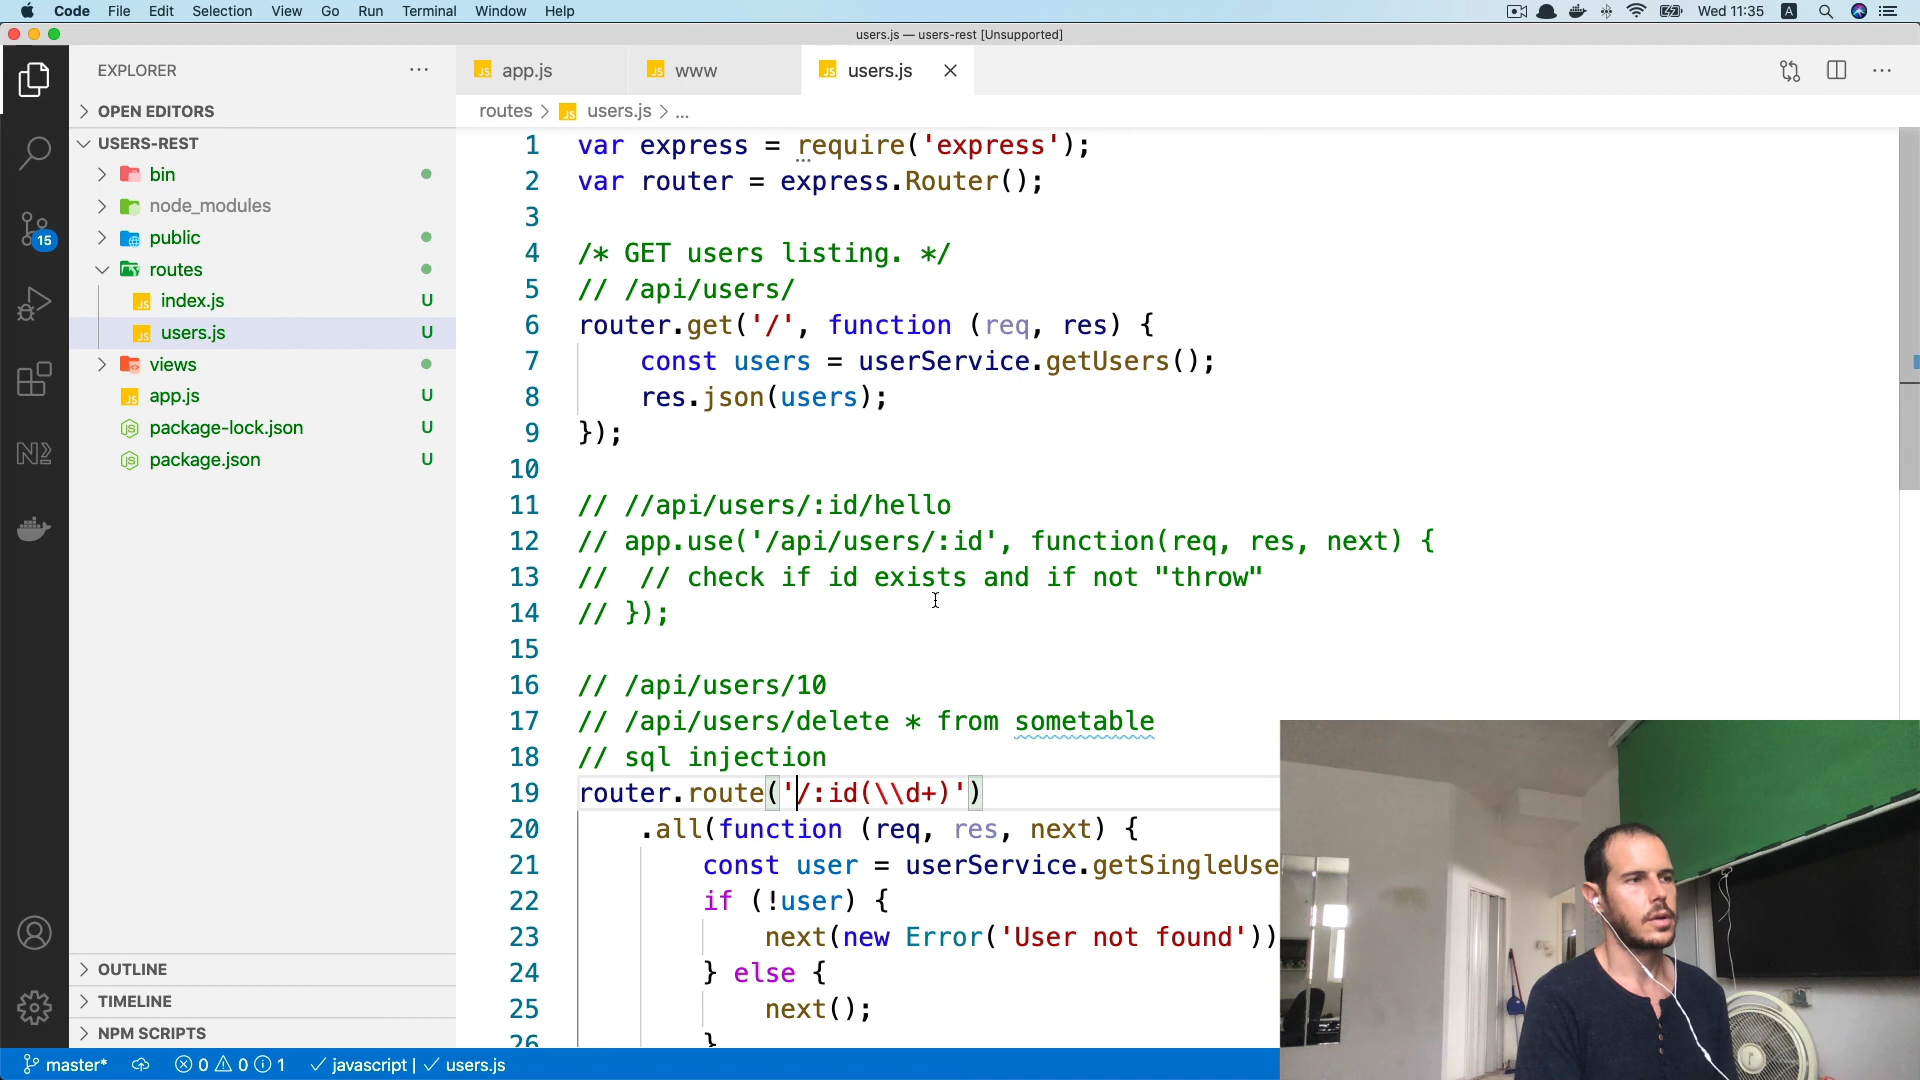 Code File Edit Selection View Go Run Terminal Window Help
Wed 11:35 A
users.js — users-rest [Unsupported]
EXPLORER
JS app.js JS www JS users.js
OPEN EDITORS
routes > JS users.js > ...
USERS-REST
bin
node_modules
public
routes
JS index.js U
JS users.js U
views
JS app.js U
package-lock.json U
package.json U
15
OUTLINE
TIMELINE
NPM SCRIPTS
1 var express = require('express');
2 var router = express.Router();
3
4 /* GET users listing. */
5 // /api/users/
6 router.get('/', function (req, res) {
7 const users = userService.getUsers();
8 res.json(users);
9 });
10
11 // //api/users/:id/hello
12 // app.use('/api/users/:id', function(req, res, next) {
13 // // check if id exists and if not "throw"
14 // });
15
16 // /api/users/10
17 // /api/users/delete * from sometable
18 // sql injection
19 router.route('/:id(\\d+)')
20 .all(function (req, res, next) {
21 const user = userService.getSingleUse
22 if (!user) {
23 next(new Error('User not found'))
24 } else {
25 next();
26 }
master* 0 0 1 javascript | users.js